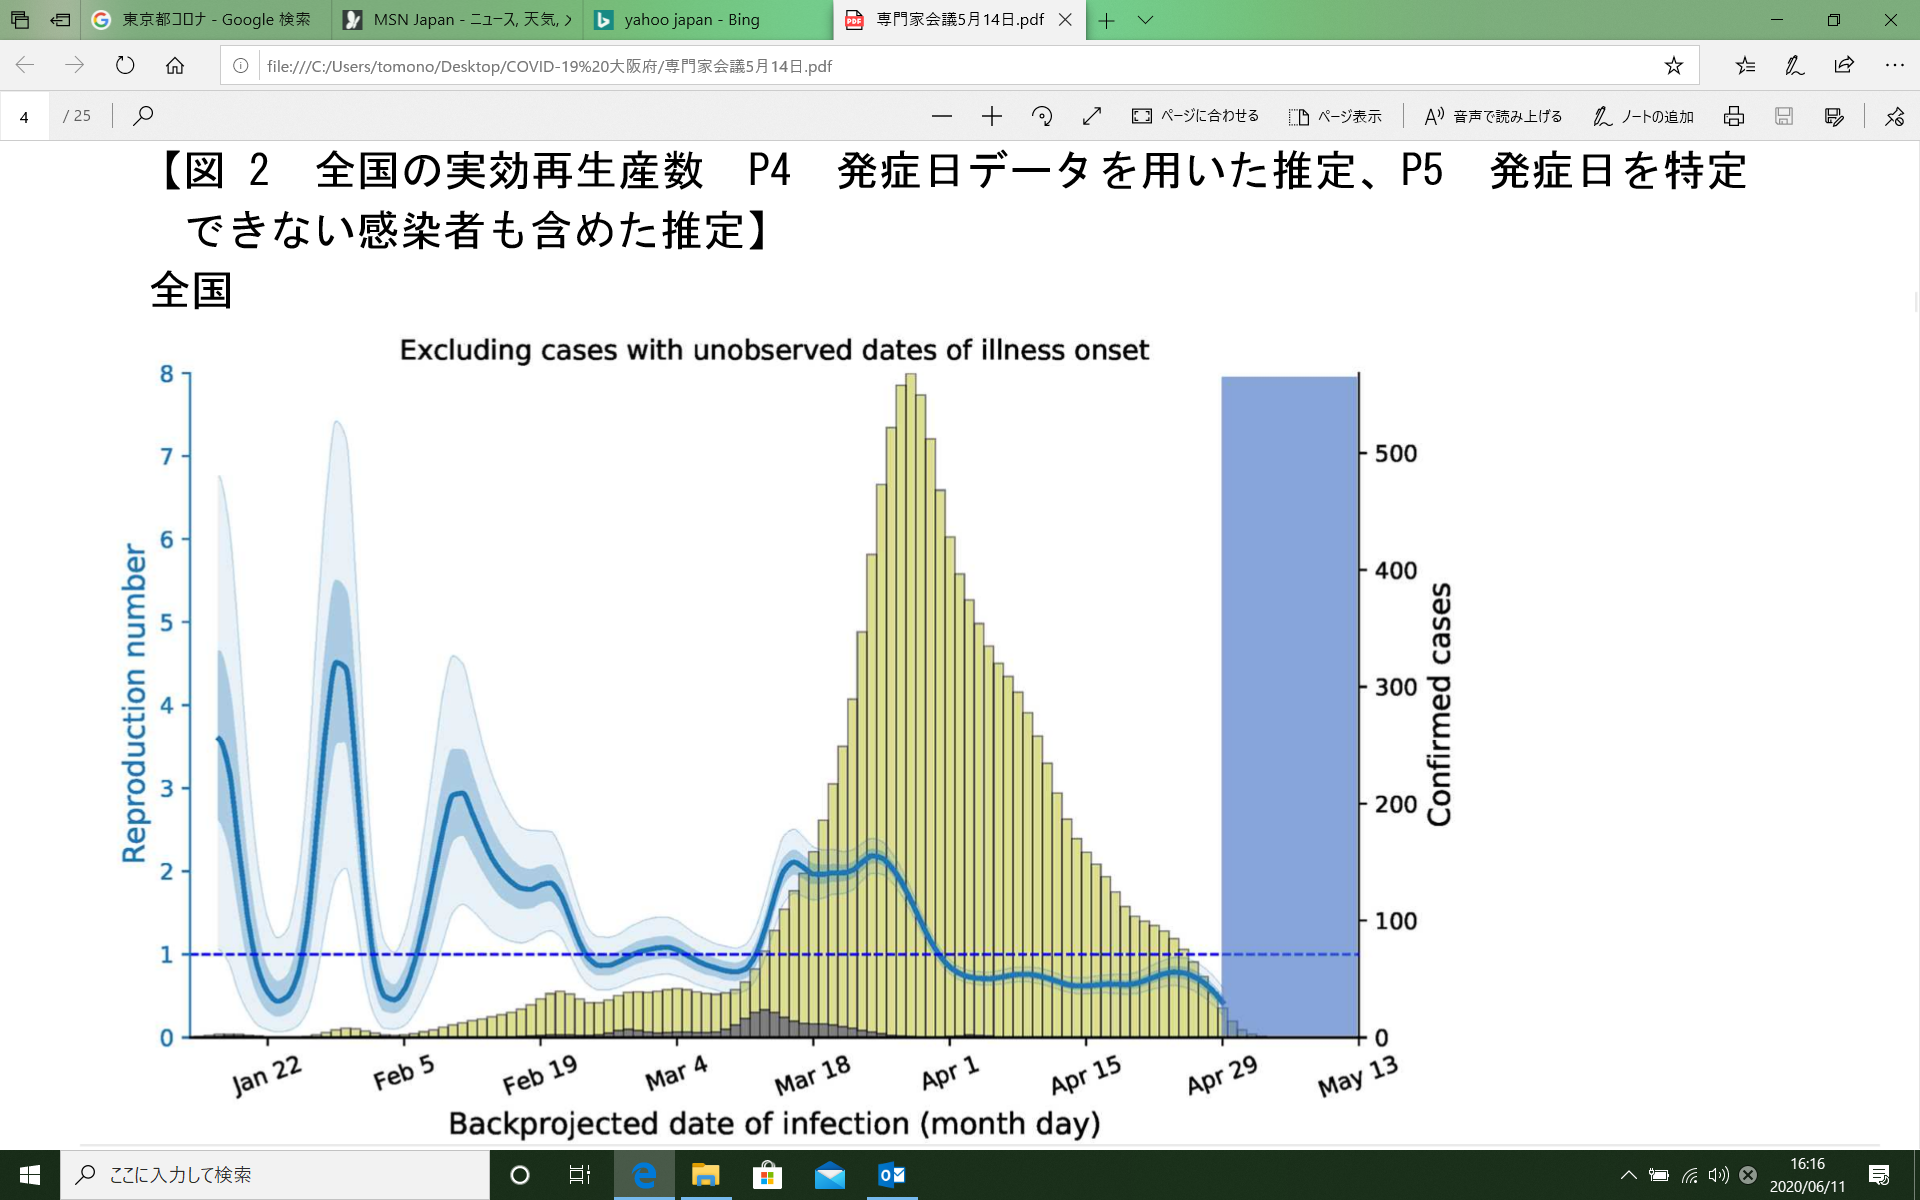 東京都コロナ - Google 検索
MSN Japan - ニュース, 天気,
yahoo japan - Bing
専門家会議5月14日.pdf
file:///C:/Users/tomono/Desktop/COVID-19%20大阪府/専門家会議5月14日.pdf
4 / 25
ページに合わせる
ページ表示
音声で読み上げる
ノートの追加
【図 2 全国の実効再生産数 P4 発症日データを用いた推定、P5 発症日を特定
できない感染者も含めた推定】
全国
Excluding cases with unobserved dates of illness onset
Reproduction number
8
7
6
5
4
3
2
1
0
500
400
300
200
100
0
Confirmed cases
Jan 22
Feb 5
Feb 19
Mar 4
Mar 18
Apr 1
Apr 15
Apr 29
May 13
Backprojected date of infection (month day)
ここに入力して検索
16:16
2020/06/11